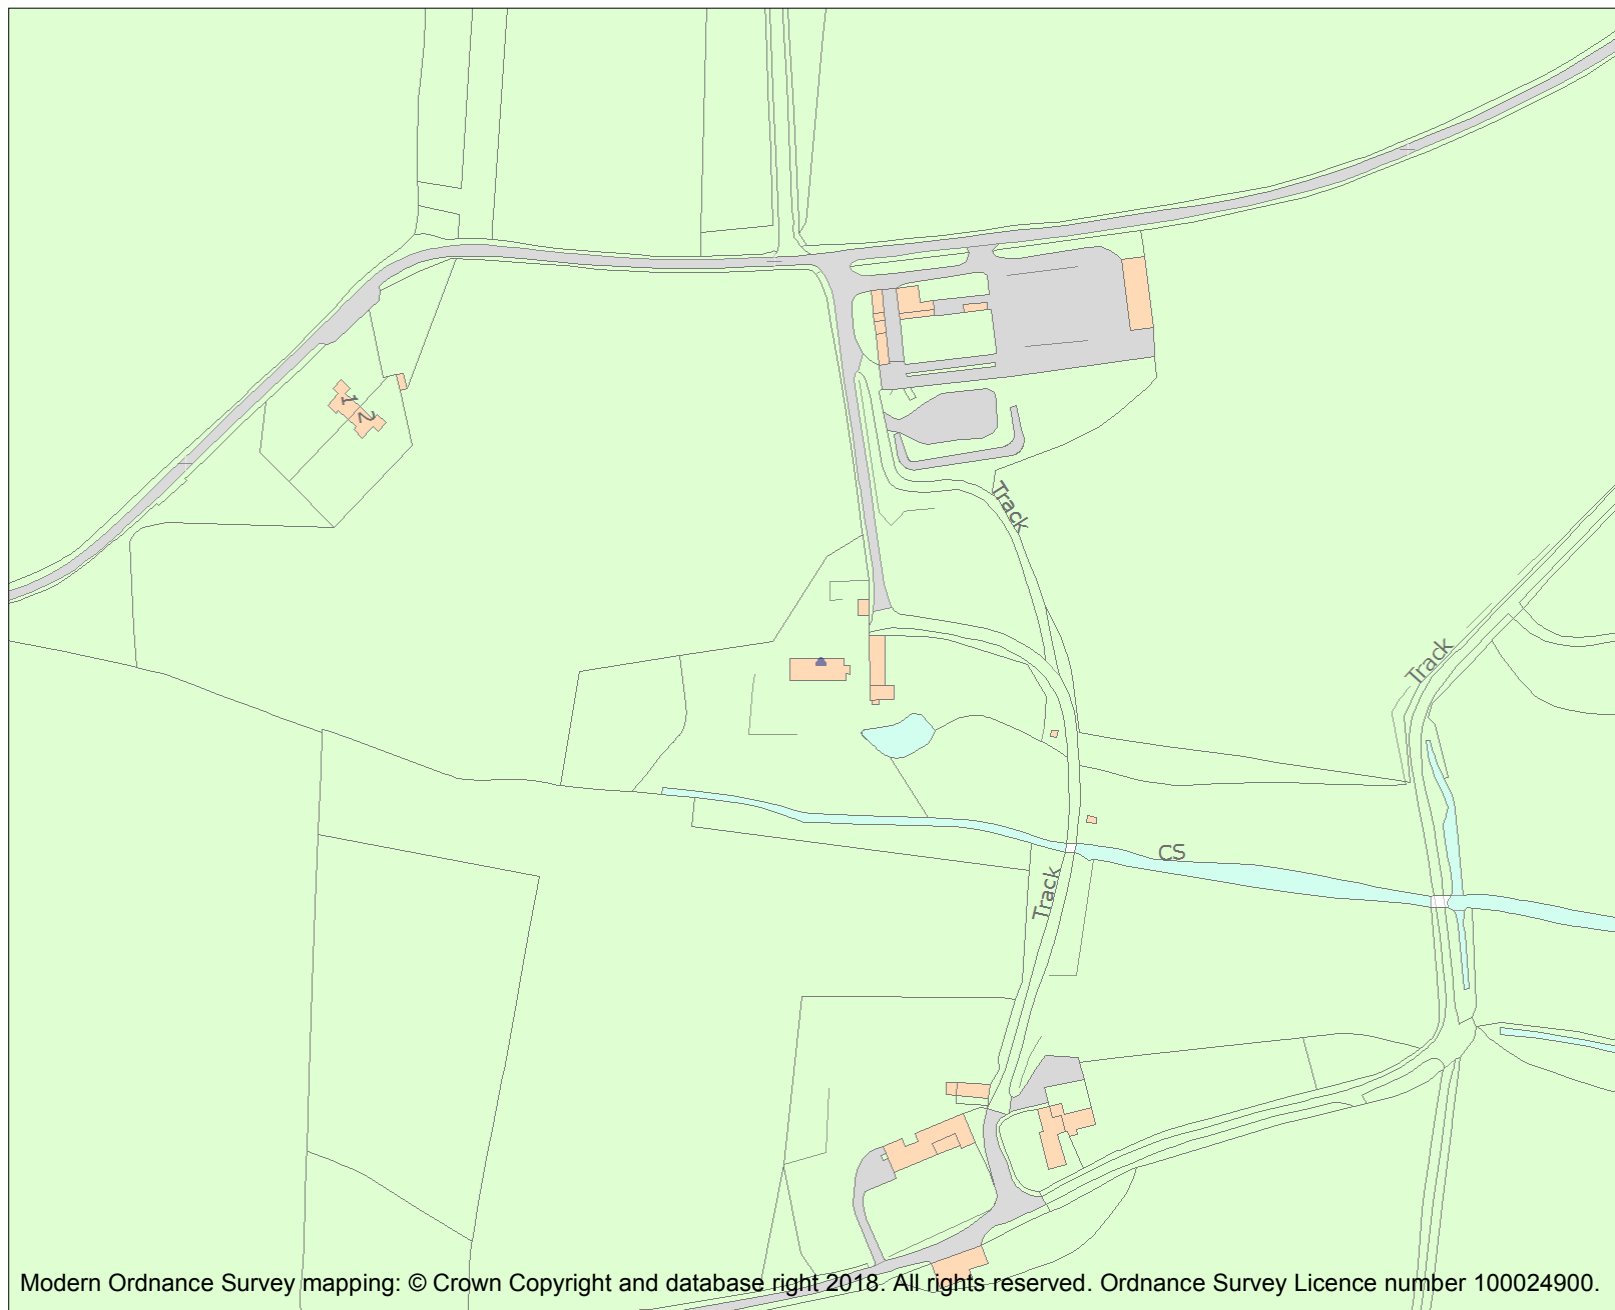 1
2
Track
Track
CS
Track
Modern Ordnance Survey mapping: © Crown Copyright and database right 2018. All rights reserved. Ordnance Survey Licence number 100024900.